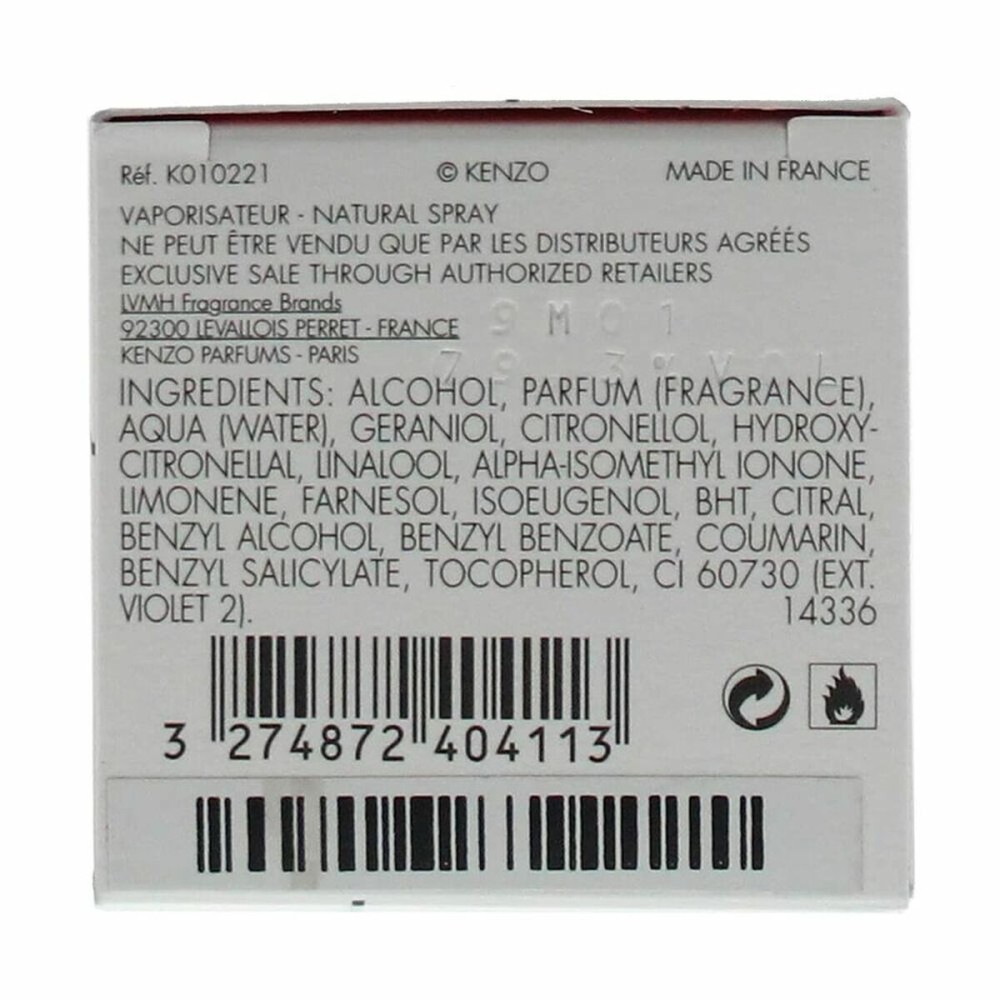 Réf. K010221 © KENZO MADE IN FRANCE
VAPORISATEUR - NATURAL SPRAY
NE PEUT ÊTRE VENDU QUE PAR LES DISTRIBUTEURS AGRÉÉS
EXCLUSIVE SALE THROUGH AUTHORIZED RETAILERS
LVMH Fragrance Brands
92300 LEVALLOIS PERRET - FRANCE
9M01
KENZO PARFUMS - PARIS
INGREDIENTS: ALCOHOL, PARFUM (FRAGRANCE),
AQUA (WATER), GERANIOL, CITRONELLOL, HYDROXY-
CITRONELLAL, LINALOOL, ALPHA-ISOMETHYL IONONE,
LIMONENE, FARNESOL, ISOEUGENOL, BHT, CITRAL,
BENZYL ALCOHOL, BENZYL BENZOATE, COUMARIN,
BENZYL SALICYLATE, TOCOPHEROL, CI 60730 (EXT.
VIOLET 2). 14336
3 274872 404113